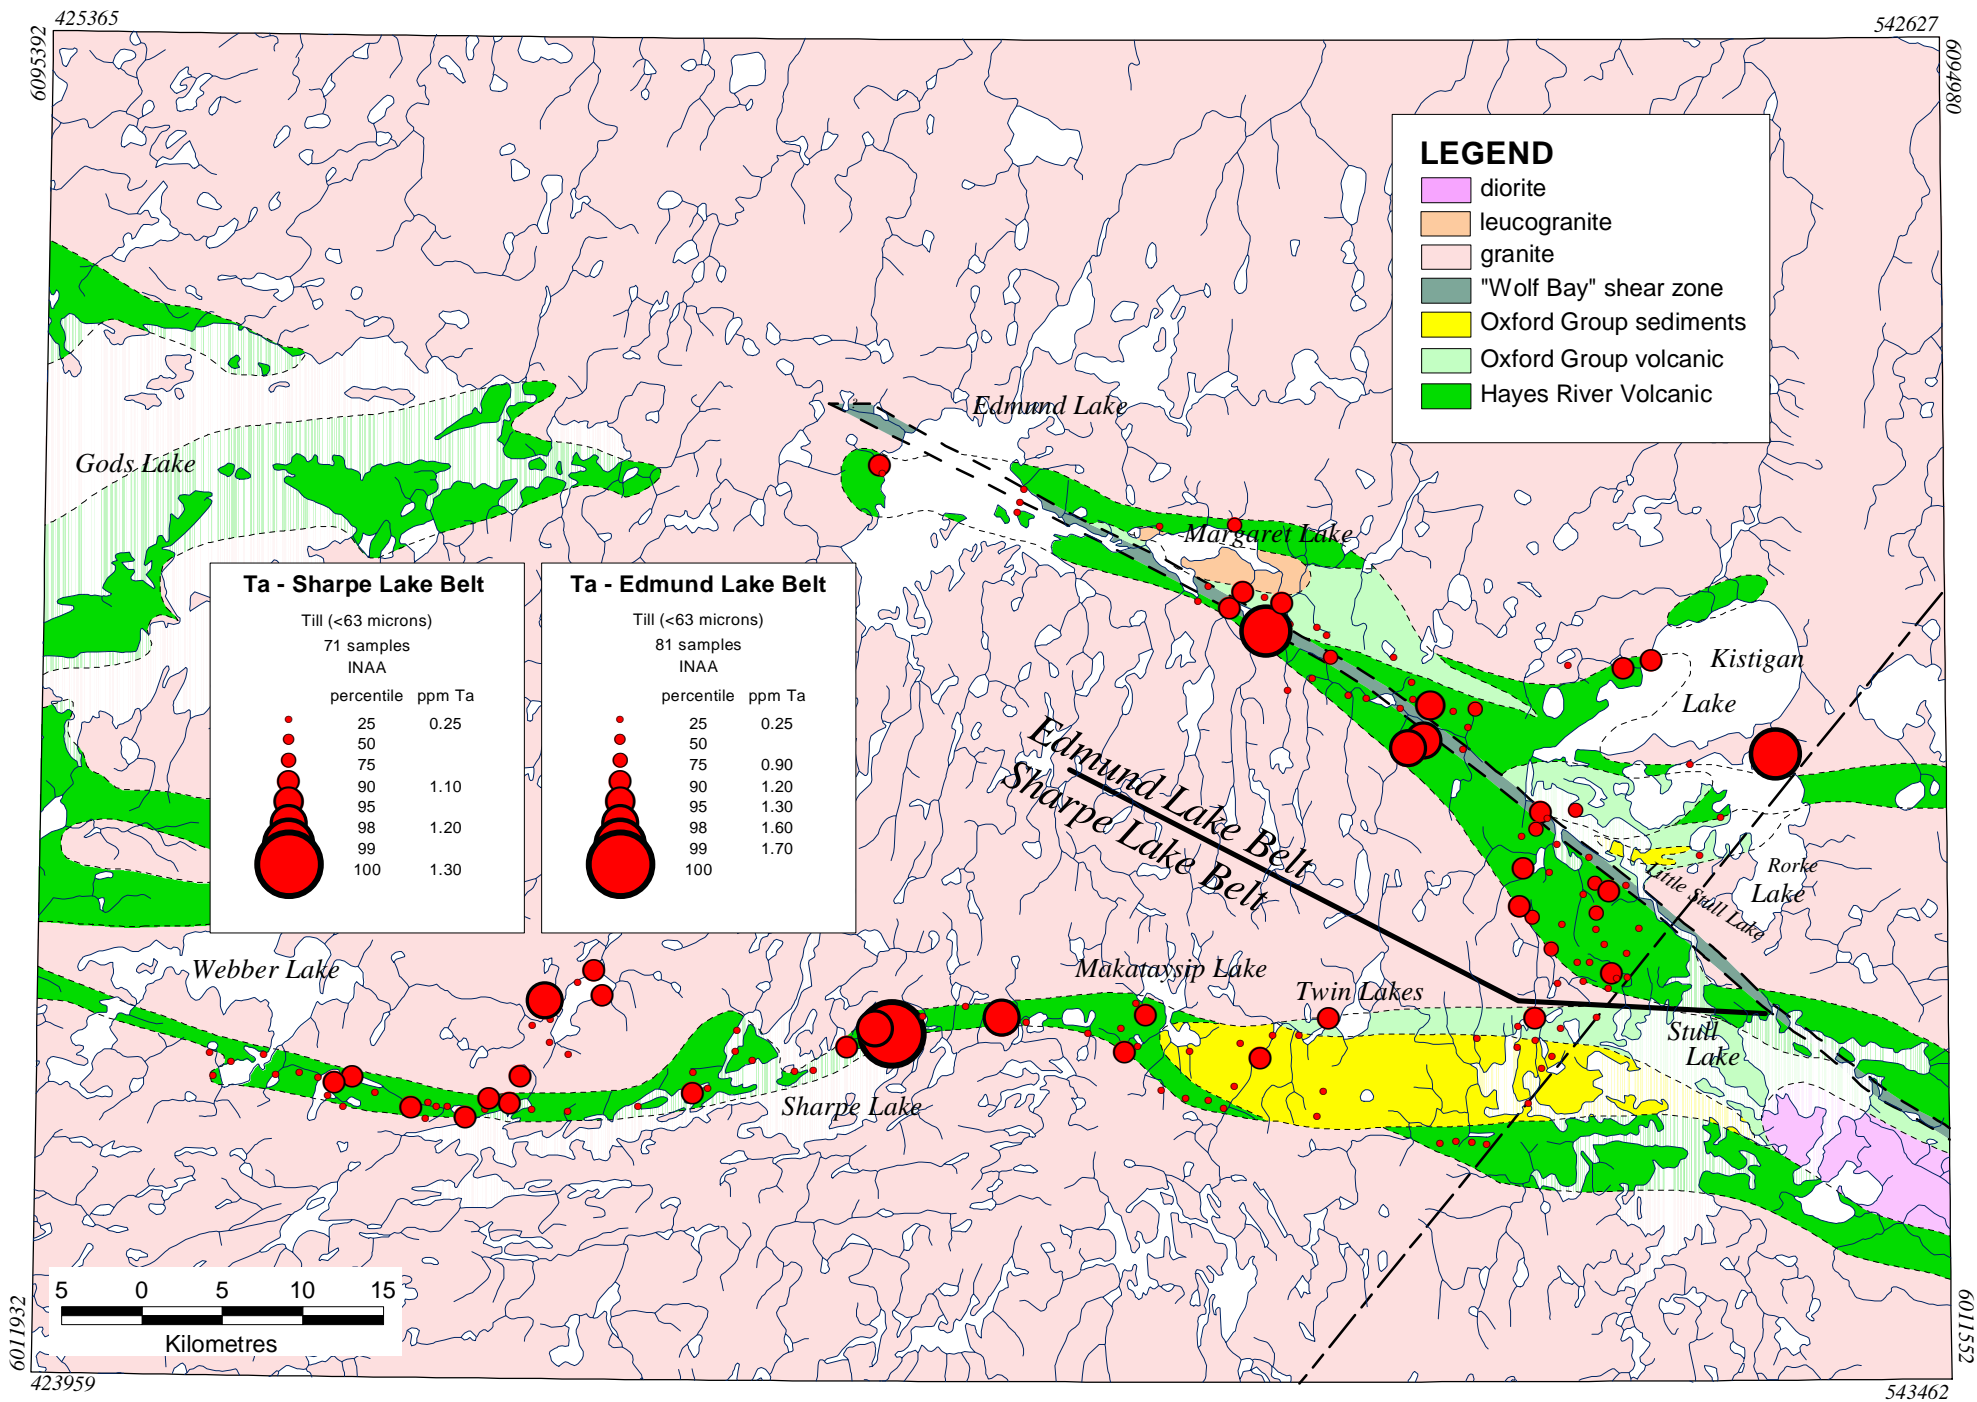 425365
542627
6095392
6094980
LEGEND
diorite
leucogranite
granite
"Wolf Bay" shear zone
Oxford Group sediments
Oxford Group volcanic
Hayes River Volcanic
Edmund Lake
Gods Lake
Margaret Lake
Ta - Sharpe Lake Belt
Till (<63 microns)
71 samples
INAA
percentile ppm Ta
25 0.25
50
75
90 1.10
95
98 1.20
99
100 1.30
Ta - Edmund Lake Belt
Till (<63 microns)
81 samples
INAA
percentile ppm Ta
25 0.25
50
75 0.90
90 1.20
95 1.30
98 1.60
99 1.70
100
Kistigan
Lake
Edmund Lake Belt
Sharpe Lake Belt
Rorke
Lake
Little Stull Lake
Webber Lake
Makataysip Lake
Twin Lakes
Stull
Lake
Sharpe Lake
5 0 5 10 15
Kilometres
6011932
6011552
423959
543462